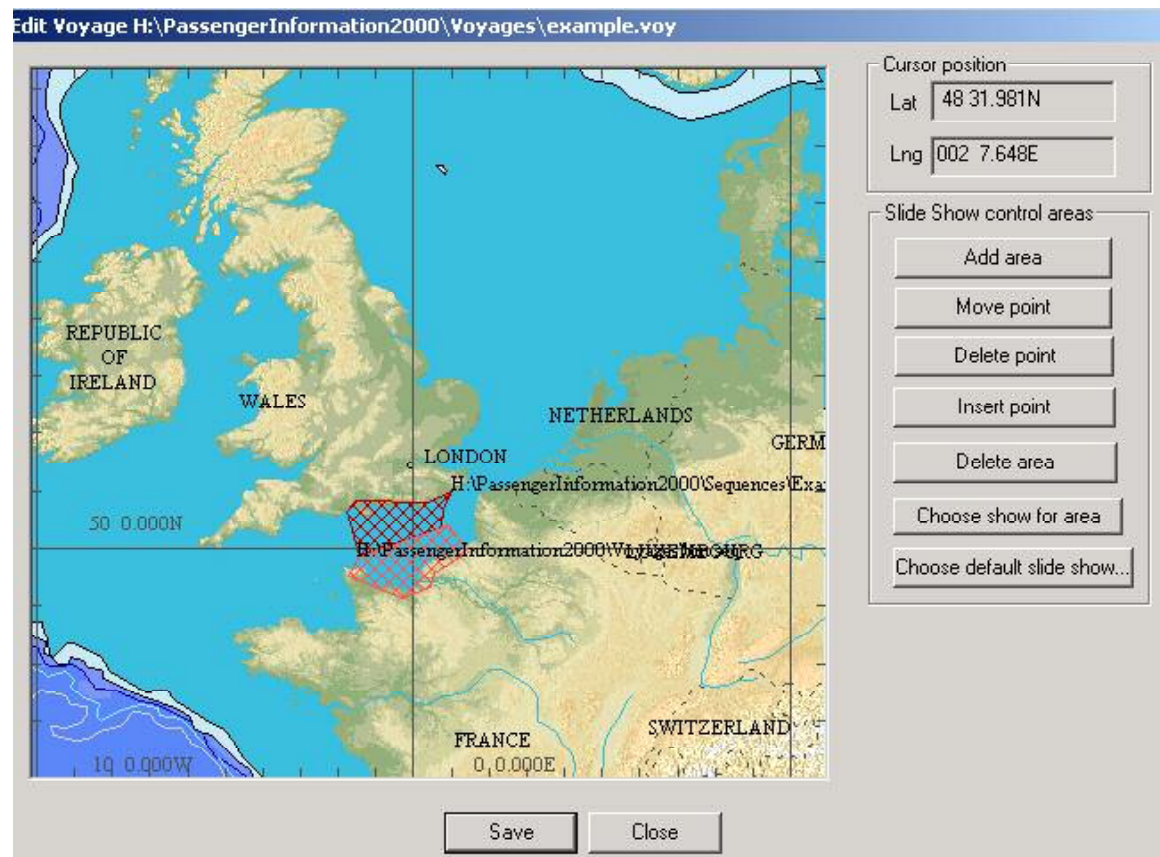 Edit Voyage H:\PassengerInformation2000\Voyages\example.voy
REPUBLIC
OF
IRELAND
WALES
NETHERLANDS
GERM
LONDON
H:\PassengerInformation2000\Sequences\Exa
50 0.000N
H:\PassengerInformation2000\
LUXEMBOURG
SWITZERLAND
FRANCE
10 0.000W
0 0.000E
Cursor position
Lat 48 31.981N
Lng 002 7.648E
Slide Show control areas
Add area
Move point
Delete point
Insert point
Delete area
Choose show for area
Choose default slide show...
Save
Close